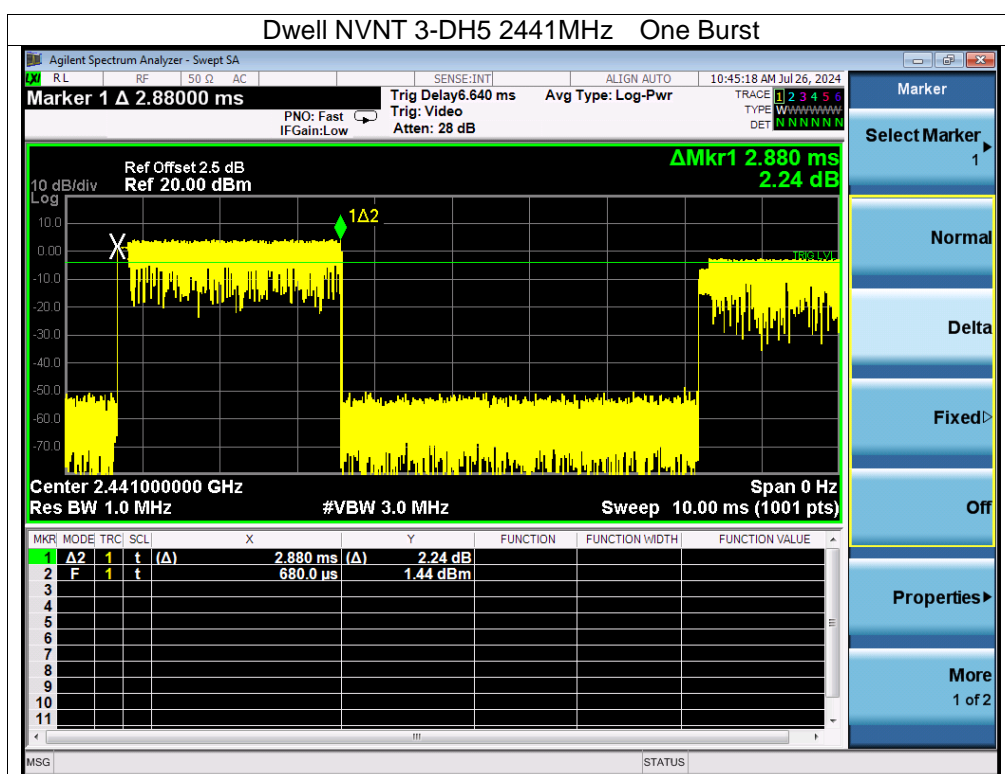 Dwell NVNT 3-DH5 2441MHz One Burst
Agilent Spectrum Analyzer - Swept SA
LXI RL RF 50 Ω AC SENSE:INT ALIGN AUTO 10:45:18 AM Jul 26, 2024
Marker 1 Δ 2.88000 ms
PNO: Fast
IFGain:Low
Trig Delay6.640 ms
Trig: Video
Atten: 28 dB
Avg Type: Log-Pwr
TRACE 1 2 3 4 5 6
TYPE WWWWWW
DET N N N N N N
Ref Offset 2.5 dB
Ref 20.00 dBm
10 dB/div
Log
ΔMkr1 2.880 ms
2.24 dB
10.0
0.00
-10.0
-20.0
-30.0
-40.0
-50.0
-60.0
-70.0
1Δ2
TRIG LVL
Center 2.441000000 GHz Span 0 Hz
Res BW 1.0 MHz #VBW 3.0 MHz Sweep 10.00 ms (1001 pts)
MKR MODE TRC SCL X Y FUNCTION FUNCTION WIDTH FUNCTION VALUE
1 Δ2 1 t (Δ) 2.880 ms (Δ) 2.24 dB
2 F 1 t 680.0 µs 1.44 dBm
3
4
5
6
7
8
9
10
11
MSG STATUS
Marker
Select Marker
1
Normal
Delta
Fixed
Off
Properties
More
1 of 2